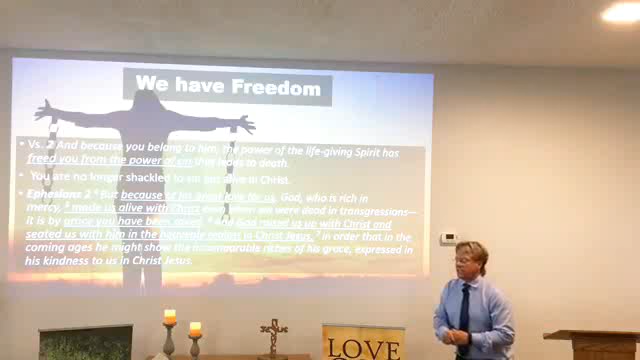 We have Freedom
• Vs. 2 And because you belong to him, the power of the life-giving Spirit has
freed you from the power of sin that leads to death.
• You are no longer shackled to sin but alive in Christ.
• Ephesians 2 4 But because of his great love for us, God, who is rich in
mercy, 5 made us alive with Christ even when we were dead in transgressions—
it is by grace you have been saved. 6 And God raised us up with Christ and
seated us with him in the heavenly realms in Christ Jesus, 7 in order that in the
coming ages he might show the incomparable riches of his grace, expressed in
his kindness to us in Christ Jesus.
LOVE